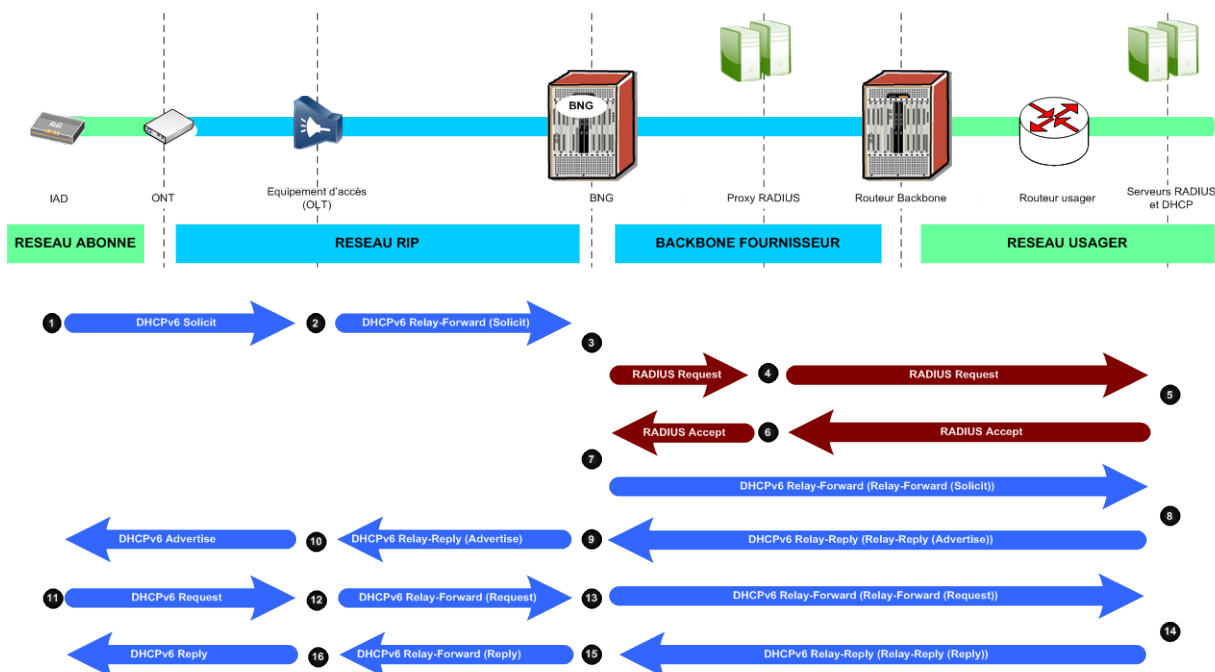 BNG
RG
IAD
ONT
Equipement d'accès
(OLT)
BNG
Proxy RADIUS
Routeur Backbone
Routeur usager
Serveurs RADIUS
et DHCP
RESEAU ABONNE
RESEAU RIP
BACKBONE FOURNISSEUR
RESEAU USAGER
1
DHCPv6 Solicit
2
DHCPv6 Relay-Forward (Solicit)
3
RADIUS Request
4
RADIUS Request
5
RADIUS Accept
6
RADIUS Accept
7
DHCPv6 Relay-Forward (Relay-Forward (Solicit))
8
DHCPv6 Advertise
10
DHCPv6 Relay-Reply (Advertise)
9
DHCPv6 Relay-Reply (Relay-Reply (Advertise))
11
DHCPv6 Request
12
DHCPv6 Relay-Forward (Request)
13
DHCPv6 Relay-Forward (Relay-Forward (Request))
14
DHCPv6 Reply
16
DHCPv6 Relay-Forward (Reply)
15
DHCPv6 Relay-Reply (Relay-Reply (Reply))